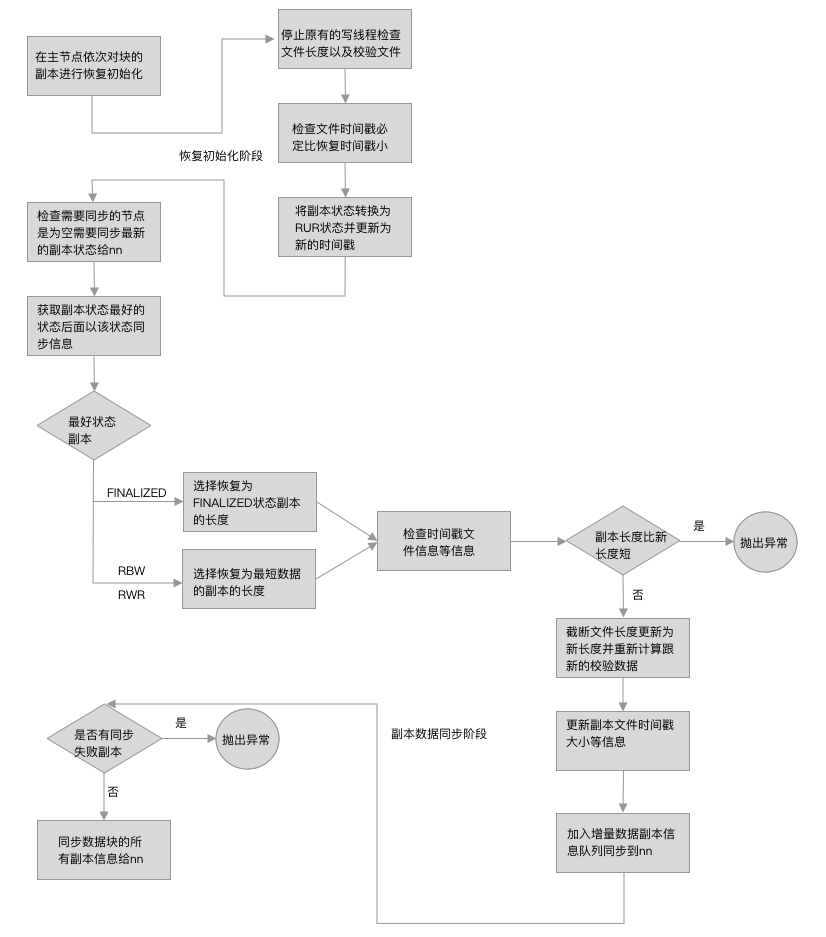 在主节点依次对块的
副本进行恢复初始化
停止原有的写线程检查
文件长度以及校验文件
检查文件时间戳必
定比恢复时间戳小
恢复初始化阶段
将副本状态转换为
RUR状态并更新为
新的时间戳
检查需要同步的节点
是为空需要同步最新
的副本状态给nn
获取副本状态最好的
状态后面以该状态同
步信息
最好状态
副本
FINALIZED
选择恢复为
FINALIZED状态副本
的长度
RBW
RWR
选择恢复为最短数据
的副本的长度
检查时间戳文
件信息等信息
副本长度比新
长度短
是
抛出异常
否
截断文件长度更新为
新长度并重新计算跟
新的校验数据
更新副本文件时间戳
大小等信息
加入增量数据副本信
息队列同步到nn
副本数据同步阶段
是否有同步
失败副本
是
抛出异常
否
同步数据块的所
有副本信息给nn